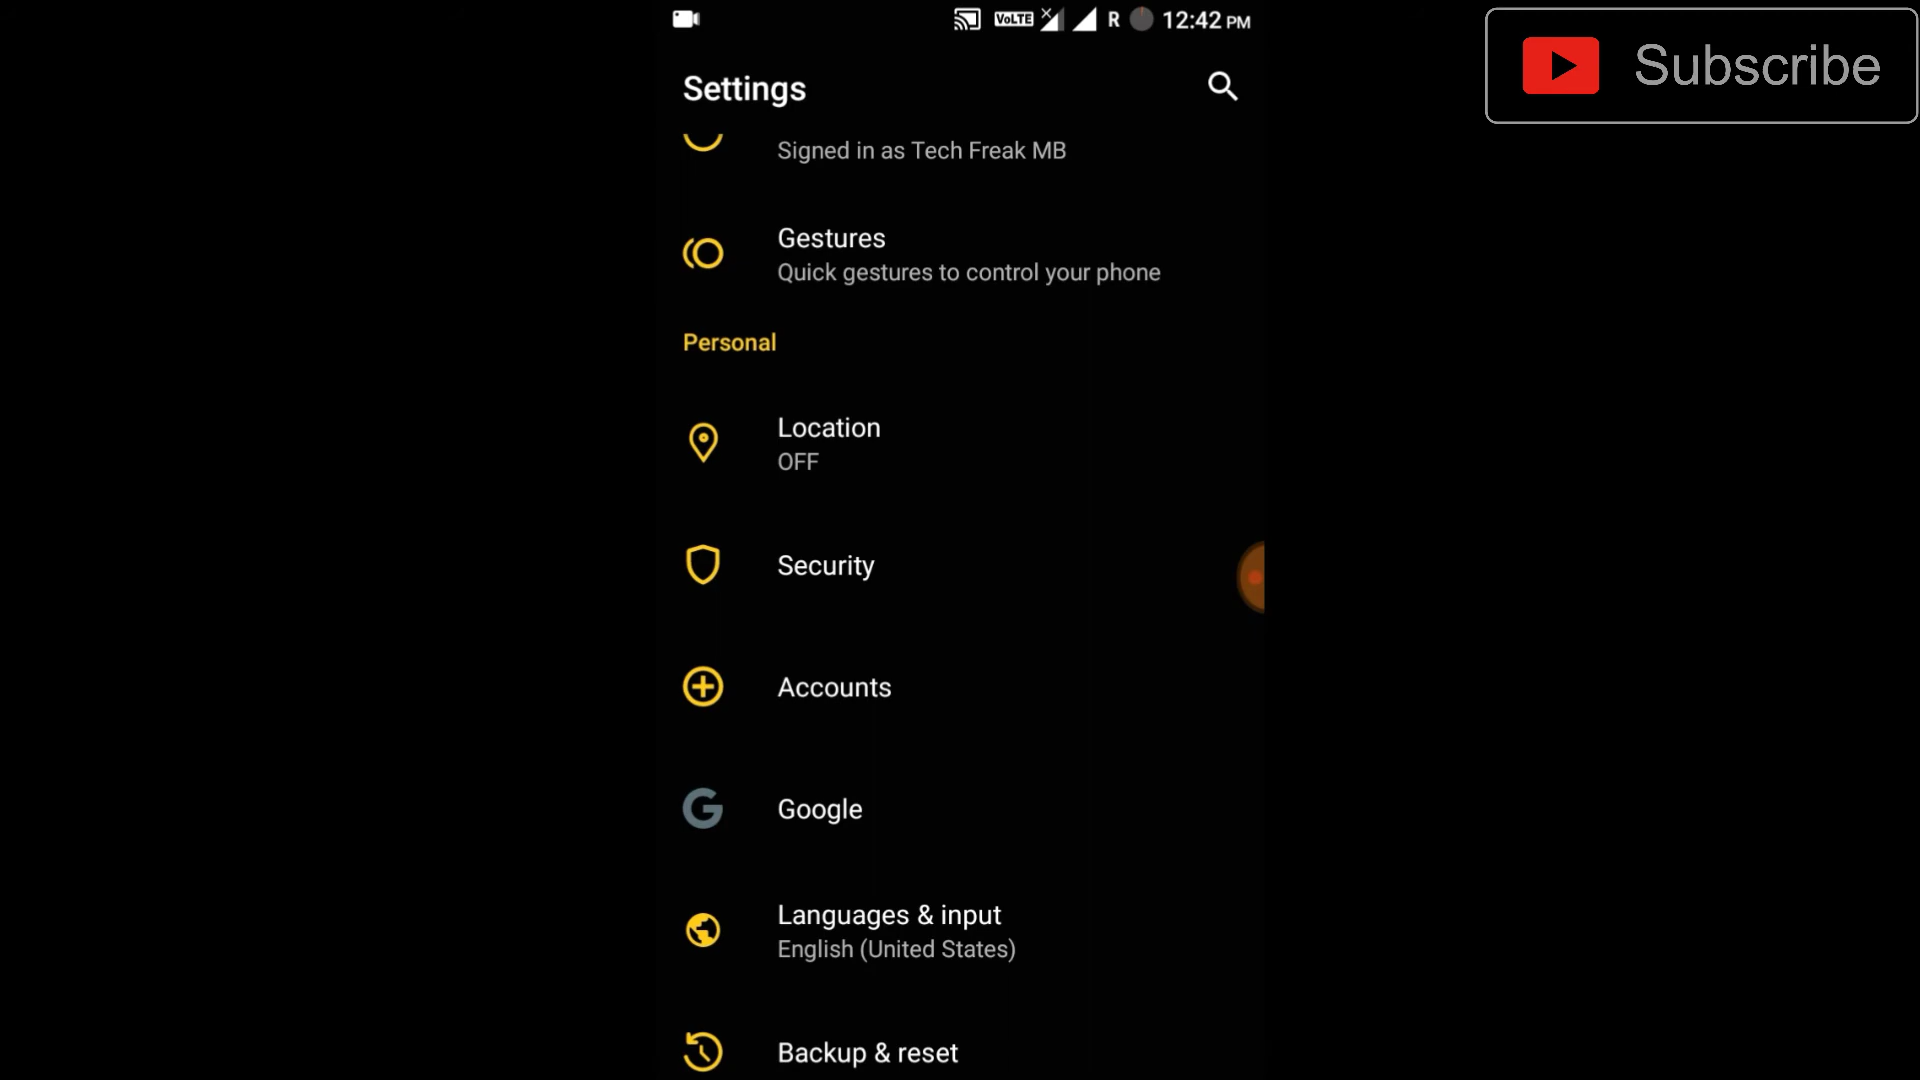 VoLTE R 12:42 PM
Subscribe
Settings
Signed in as Tech Freak MB
Gestures
Quick gestures to control your phone
Personal
Location
OFF
Security
Accounts
Google
Languages & input
English (United States)
Backup & reset